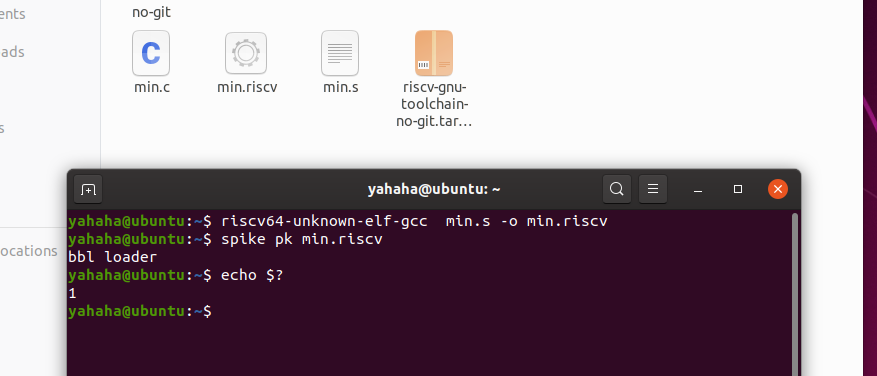 ents
ads
s
ocations
no-git
min.c
min.riscv
min.s
riscv-gnu-
toolchain-
no-git.tar…
yahaha@ubuntu: ~
yahaha@ubuntu:~$ riscv64-unknown-elf-gcc  min.s -o min.riscv
yahaha@ubuntu:~$ spike pk min.riscv
bbl loader
yahaha@ubuntu:~$ echo $?
1
yahaha@ubuntu:~$